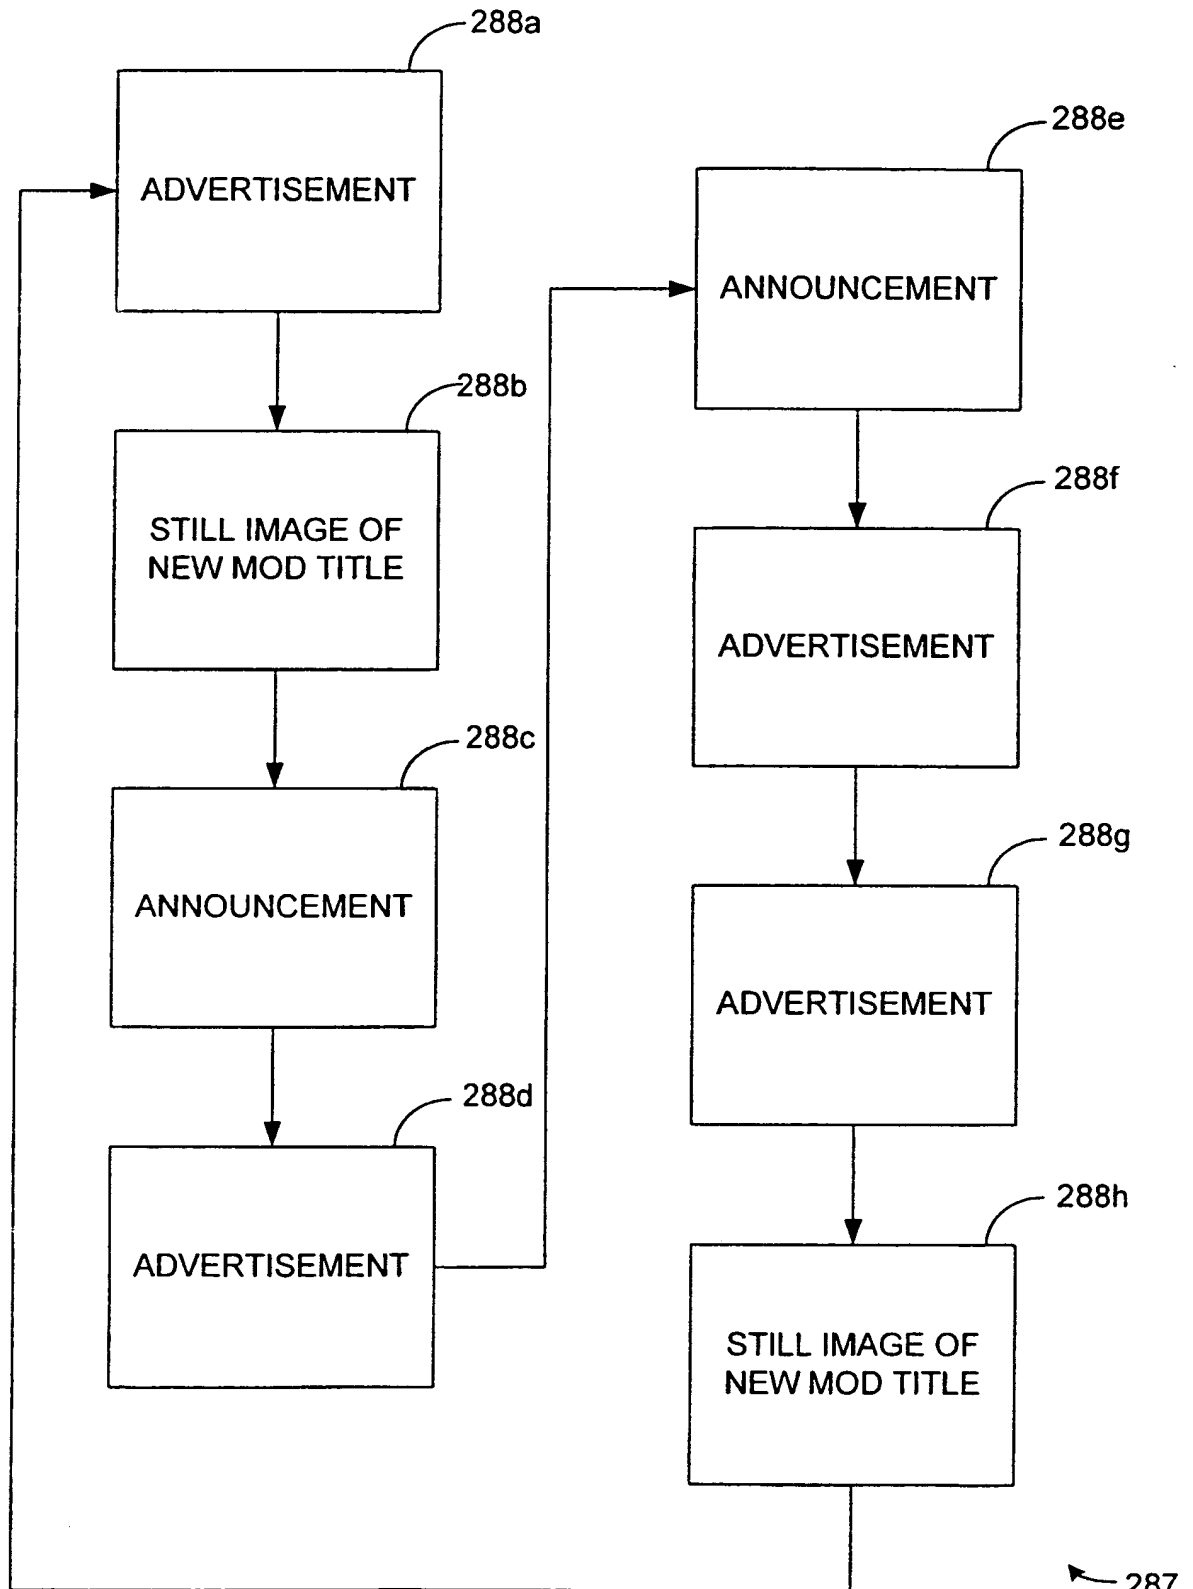 288a
ADVERTISEMENT
288b
STILL IMAGE OF
NEW MOD TITLE
288c
ANNOUNCEMENT
288d
ADVERTISEMENT
288e
ANNOUNCEMENT
288f
ADVERTISEMENT
288g
ADVERTISEMENT
288h
STILL IMAGE OF
NEW MOD TITLE
287